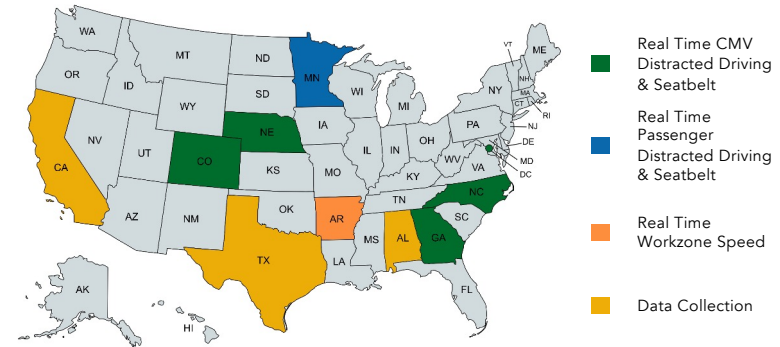 WA
MT
ND
MN
OR
ID
SD
WI
WY
MI
NY
VT
ME
NH
MA
CT
RI
NJ
DE
MD
DC
NV
UT
CO
NE
IA
IL
IN
OH
PA
CA
KS
MO
KY
WV
VA
AZ
NM
OK
AR
TN
NC
SC
TX
LA
MS
AL
GA
FL
AK
HI
Real Time CMV
Distracted Driving
& Seatbelt
Real Time
Passenger
Distracted Driving
& Seatbelt
Real Time
Workzone Speed
Data Collection